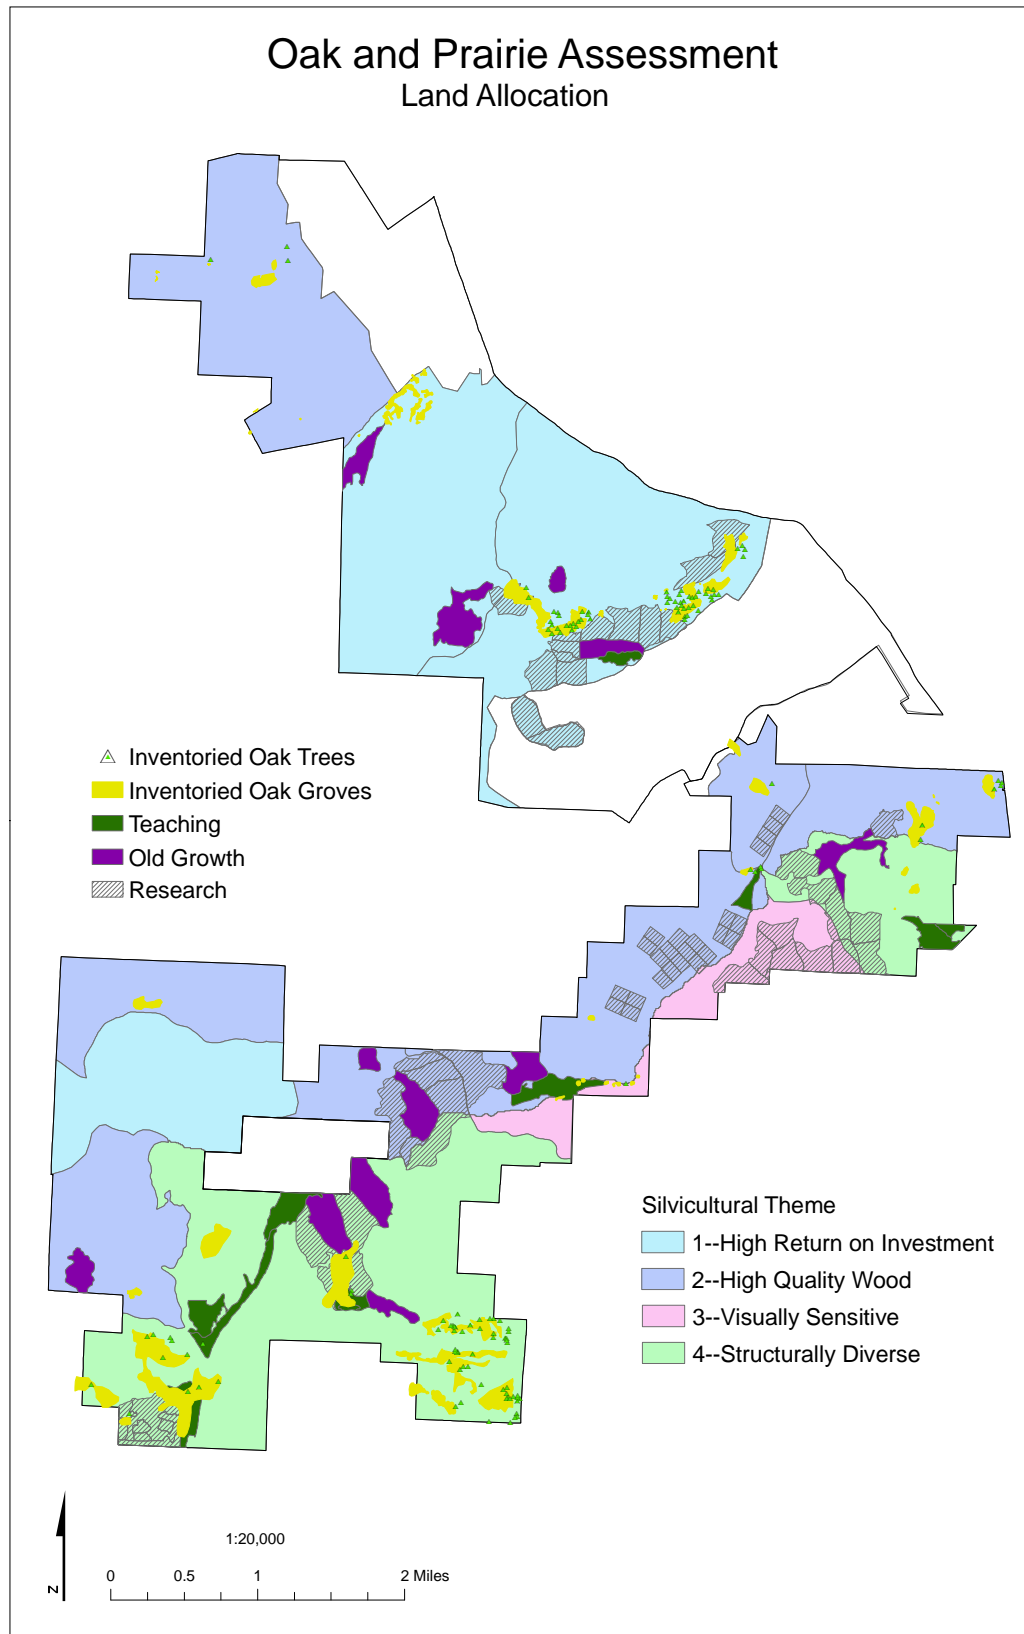 Oak and Prairie Assessment
Land Allocation
Inventoried Oak Trees
Inventoried Oak Groves
Teaching
Old Growth
Research
Silvicultural Theme
1--High Return on Investment
2--High Quality Wood
3--Visually Sensitive
4--Structurally Diverse
1:20,000
0 0.5 1 2 Miles
N